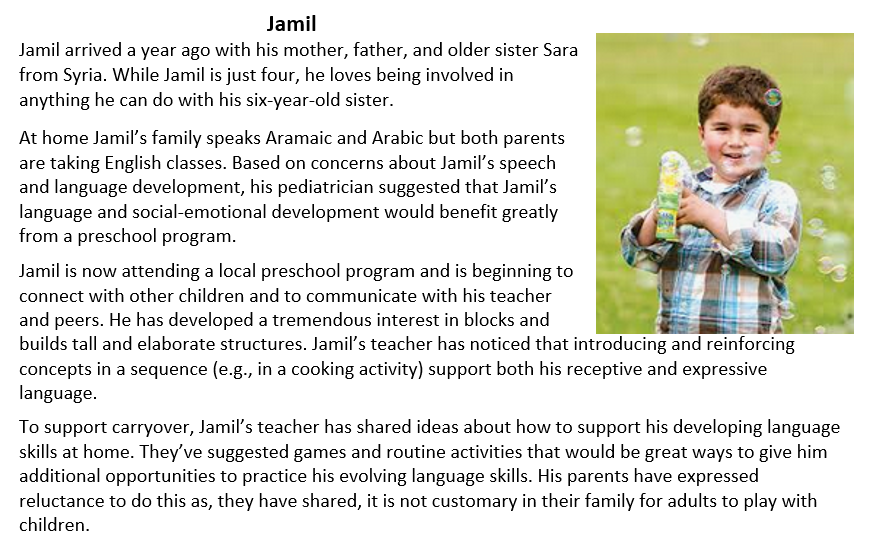 Jamil
Jamil arrived a year ago with his mother, father, and older sister Sara
from Syria. While Jamil is just four, he loves being involved in
anything he can do with his six-year-old sister.
At home Jamil’s family speaks Aramaic and Arabic but both parents
are taking English classes. Based on concerns about Jamil’s speech
and language development, his pediatrician suggested that Jamil’s
language and social-emotional development would benefit greatly
from a preschool program.
Jamil is now attending a local preschool program and is beginning to
connect with other children and to communicate with his teacher
and peers. He has developed a tremendous interest in blocks and
builds tall and elaborate structures. Jamil’s teacher has noticed that introducing and reinforcing
concepts in a sequence (e.g., in a cooking activity) support both his receptive and expressive
language.
To support carryover, Jamil’s teacher has shared ideas about how to support his developing language
skills at home. They’ve suggested games and routine activities that would be great ways to give him
additional opportunities to practice his evolving language skills. His parents have expressed
reluctance to do this as, they have shared, it is not customary in their family for adults to play with
children.